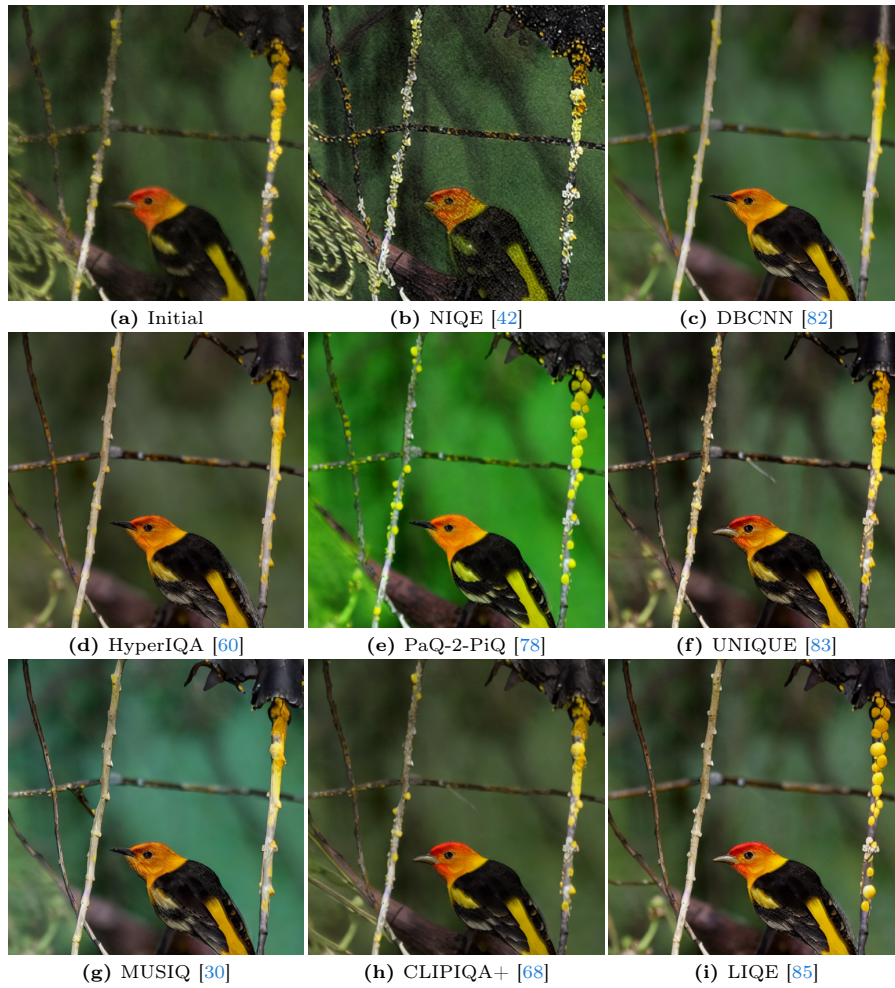 (a) Initial
(b) NIQE [42]
(c) DBCNN [82]
(d) HyperIQA [60]
(e) PaQ-2-PiQ [78]
(f) UNIQUE [83]
(g) MUSIQ [30]
(h) CLIPIQA+ [68]
(i) LIQE [85]